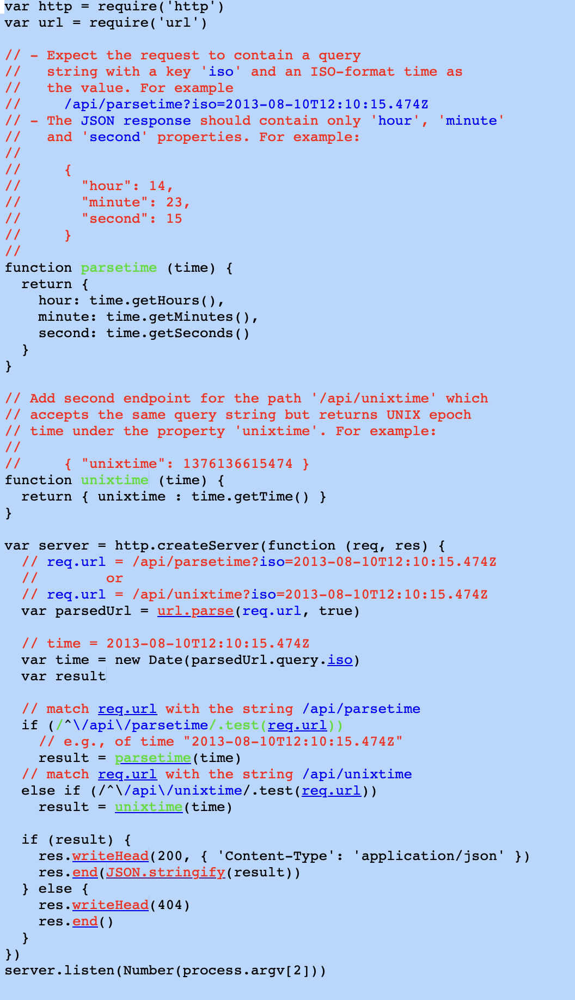 var http = require('http')
var url = require('url')

// - Expect the request to contain a query
//   string with a key 'iso' and an ISO-format time as
//   the value. For example
//     /api/parsetime?iso=2013-08-10T12:10:15.474Z
// - The JSON response should contain only 'hour', 'minute'
//   and 'second' properties. For example:
//
//     {
//       "hour": 14,
//       "minute": 23,
//       "second": 15
//     }
//
function parsetime (time) {
  return {
    hour: time.getHours(),
    minute: time.getMinutes(),
    second: time.getSeconds()
  }
}

// Add second endpoint for the path '/api/unixtime' which
// accepts the same query string but returns UNIX epoch
// time under the property 'unixtime'. For example:
//
//     { "unixtime": 1376136615474 }
function unixtime (time) {
  return { unixtime : time.getTime() }
}

var server = http.createServer(function (req, res) {
  // req.url = /api/parsetime?iso=2013-08-10T12:10:15.474Z
  //        or
  // req.url = /api/unixtime?iso=2013-08-10T12:10:15.474Z
  var parsedUrl = url.parse(req.url, true)

  // time = 2013-08-10T12:10:15.474Z
  var time = new Date(parsedUrl.query.iso)
  var result

  // match req.url with the string /api/parsetime
  if (/^\/api\/parsetime/.test(req.url))
    // e.g., of time "2013-08-10T12:10:15.474Z"
    result = parsetime(time)
  // match req.url with the string /api/unixtime
  else if (/^\/api\/unixtime/.test(req.url))
    result = unixtime(time)

  if (result) {
    res.writeHead(200, { 'Content-Type': 'application/json' })
    res.end(JSON.stringify(result))
  } else {
    res.writeHead(404)
    res.end()
  }
})
server.listen(Number(process.argv[2]))